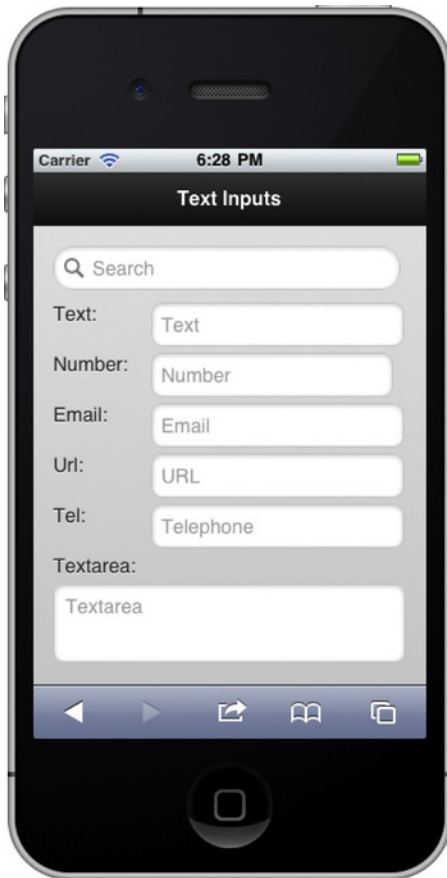 Carrier 6:28 PM
Text Inputs
Search
Text: Text
Number: Number
Email: Email
Url: URL
Tel: Telephone
Textarea:
Textarea